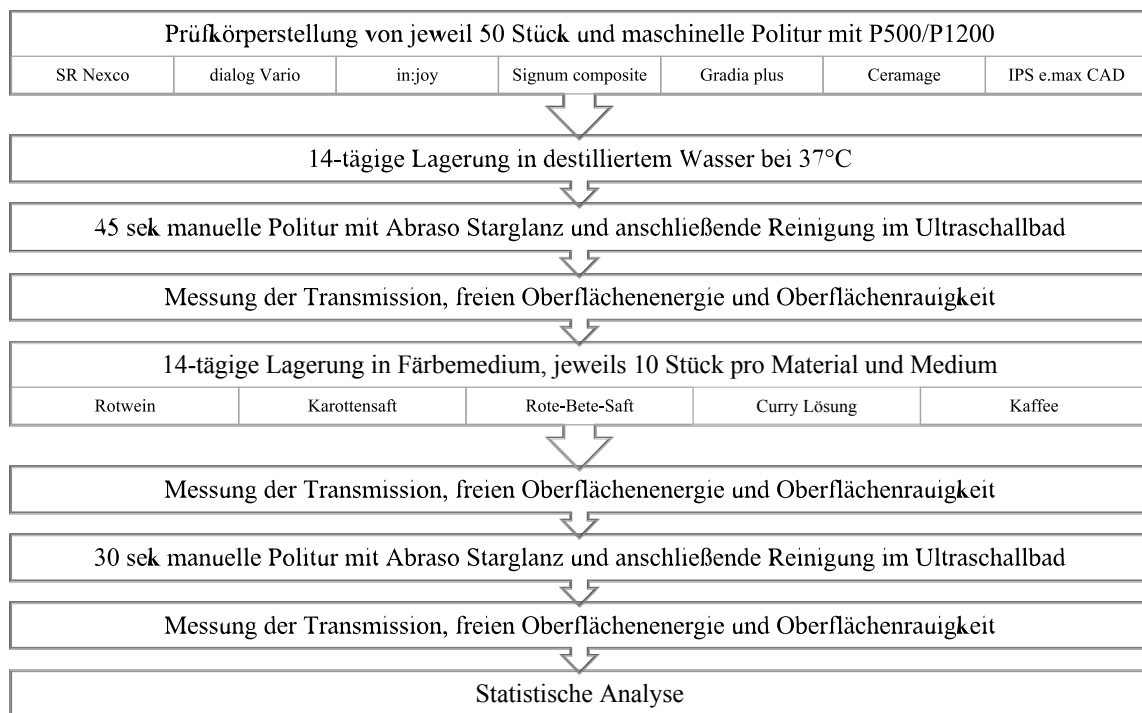 Prüfkörperstellung von jeweil 50 Stück und maschinelle Politur mit P500/P1200
SR Nexco dialog Vario in:joy Signum composite Gradia plus Ceramage IPS e.max CAD
14-tägige Lagerung in destilliertem Wasser bei 37°C
45 sek manuelle Politur mit Abraso Starglanz und anschließende Reinigung im Ultraschallbad
Messung der Transmission, freien Oberflächenenergie und Oberflächenrauigkeit
14-tägige Lagerung in Färbemedium, jeweils 10 Stück pro Material und Medium
Rotwein Karottensaft Rote-Bete-Saft Curry Lösung Kaffee
Messung der Transmission, freien Oberflächenenergie und Oberflächenrauigkeit
30 sek manuelle Politur mit Abraso Starglanz und anschließende Reinigung im Ultraschallbad
Messung der Transmission, freien Oberflächenenergie und Oberflächenrauigkeit
Statistische Analyse